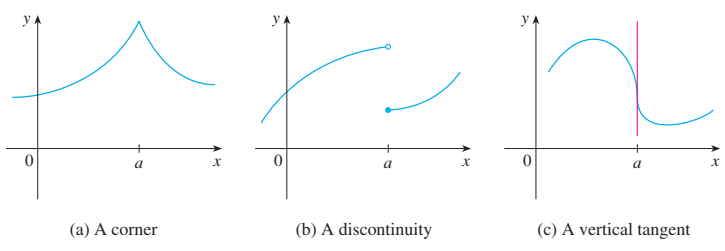 y
0
a
x
(a) A corner
y
0
a
x
(b) A discontinuity
y
0
a
x
(c) A vertical tangent